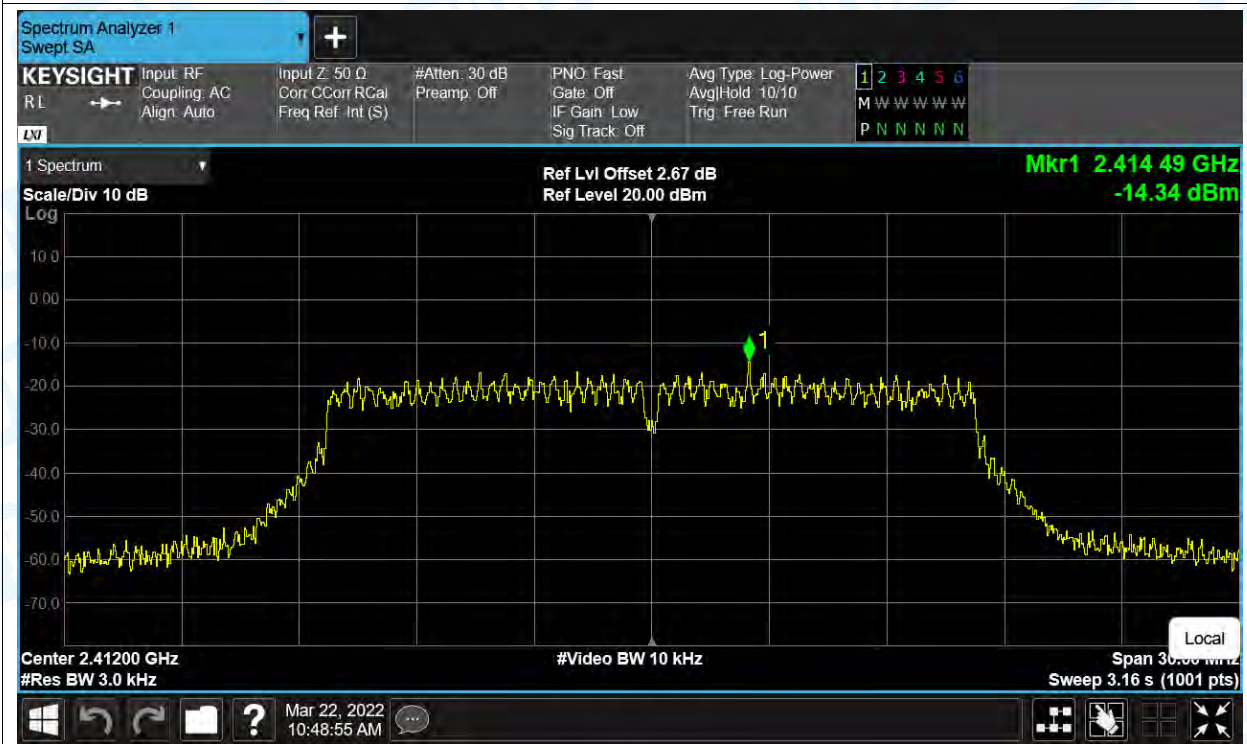 Spectrum Analyzer 1
Swept SA
KEYSIGHT
R L
LXI
Input: RF
Coupling: AC
Align: Auto
Input Z: 50 Ω
Corr CCorr RCal
Freq Ref: Int (S)
#Atten: 30 dB
Preamp: Off
PNO: Fast
Gate: Off
IF Gain: Low
Sig Track: Off
Avg Type: Log-Power
Avg|Hold: 10/10
Trig: Free Run
1 2 3 4 5 6
M W W W W W
P N N N N N
1 Spectrum
Scale/Div 10 dB
Log
Ref Lvl Offset 2.67 dB
Ref Level 20.00 dBm
Mkr1 2.414 49 GHz
-14.34 dBm
10.0
0.00
-10.0
-20.0
-30.0
-40.0
-50.0
-60.0
-70.0
1
Local
Center 2.41200 GHz
#Res BW 3.0 kHz
#Video BW 10 kHz
Span
Sweep 3.16 s (1001 pts)
?
Mar 22, 2022
10:48:55 AM